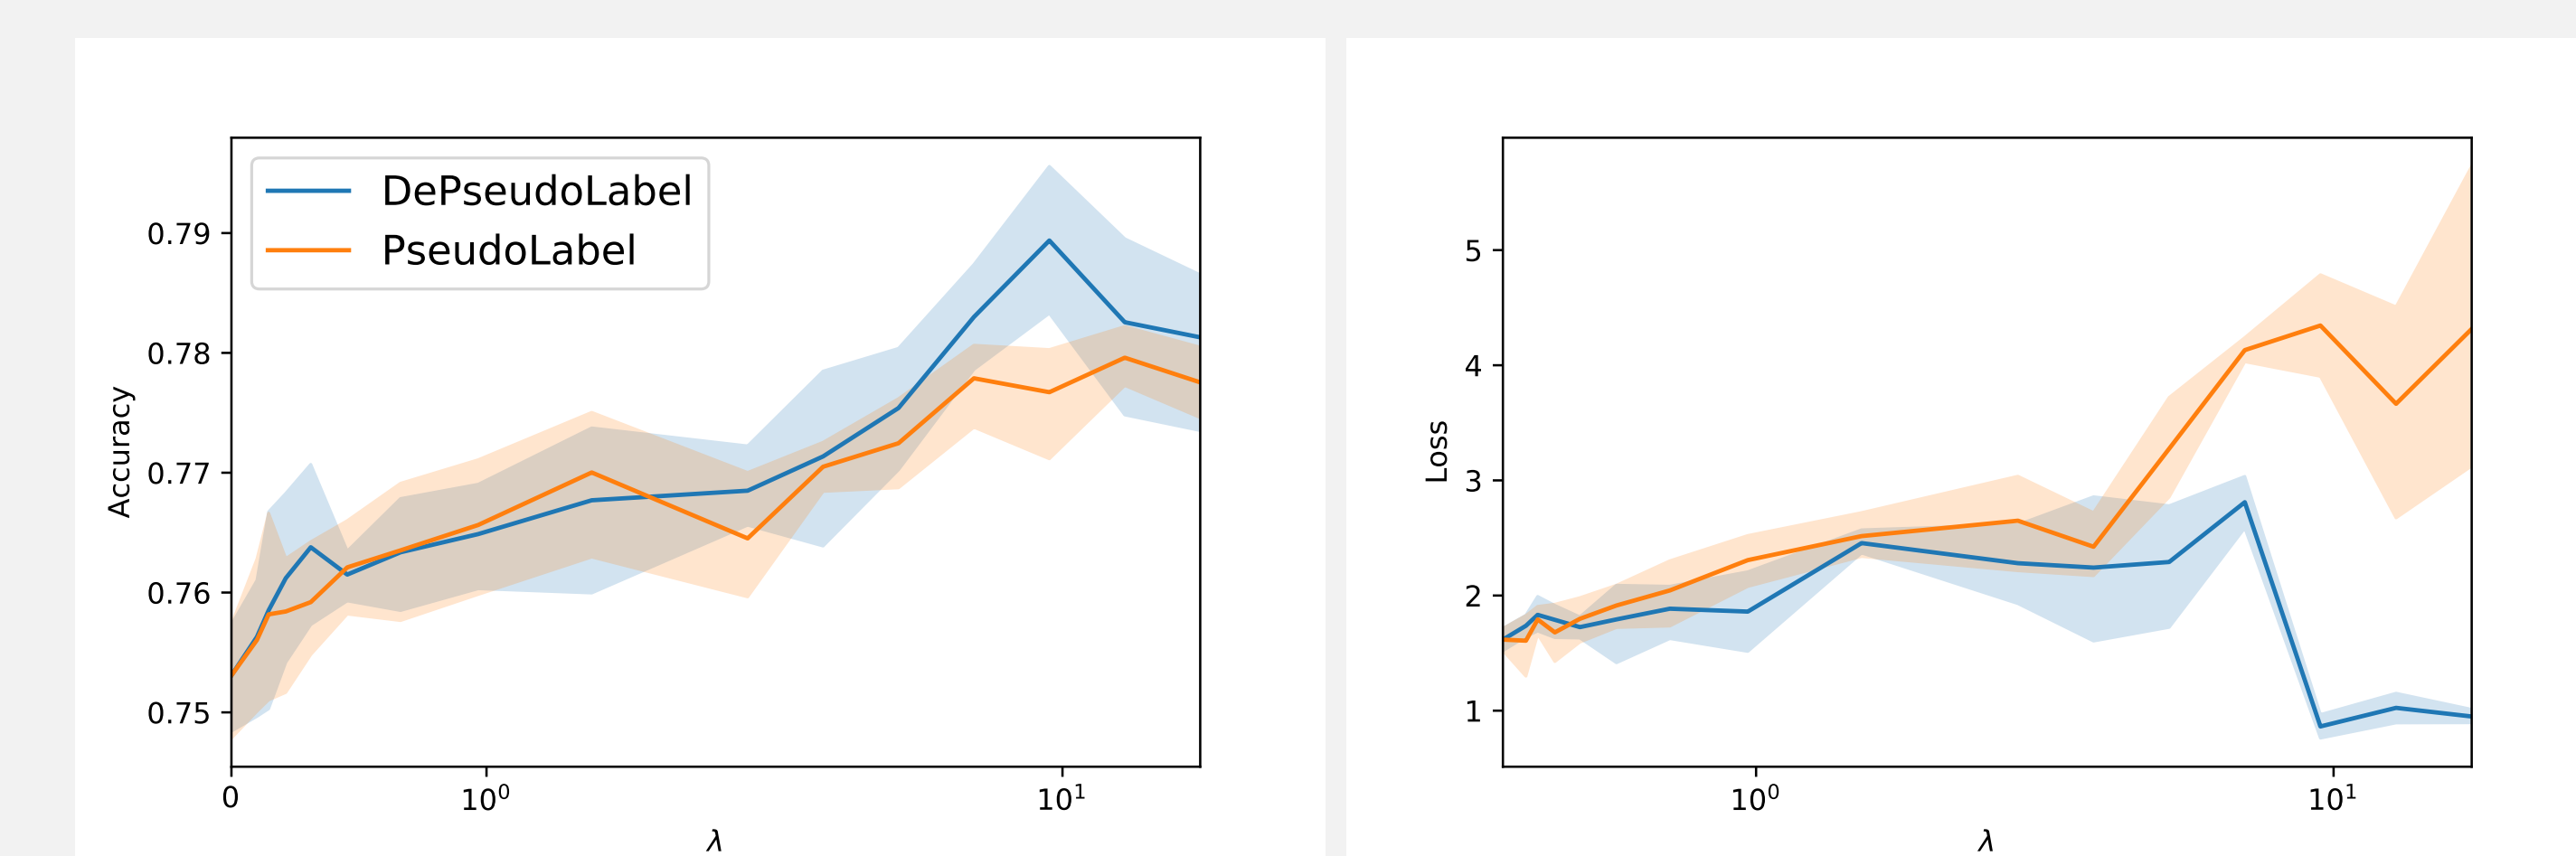 DePseudoLabel
PseudoLabel
0.79
0.78
0.77
0.76
0.75
Accuracy
0
10⁰
10¹
λ
5
4
3
2
1
Loss
10⁰
10¹
λ